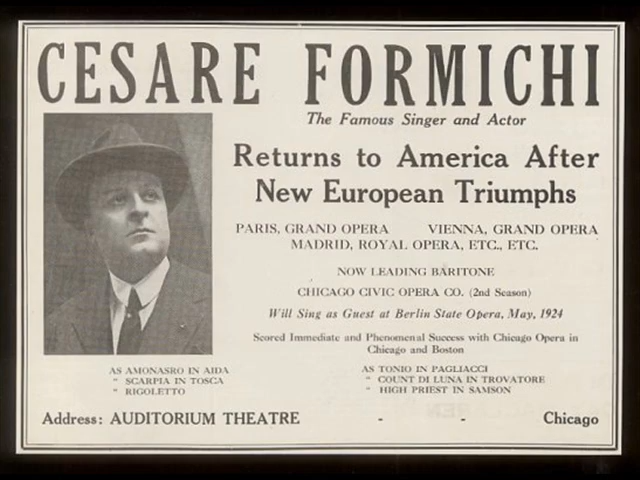 CESARE FORMICHI
The Famous Singer and Actor
Returns to America After
New European Triumphs
PARIS, GRAND OPERA VIENNA, GRAND OPERA
MADRID, ROYAL OPERA, ETC., ETC.
NOW LEADING BARITONE
CHICAGO CIVIC OPERA CO. (2nd Season)
Will Sing as Guest at Berlin State Opera, May, 1924
Scored Immediate and Phenomenal Success with Chicago Opera in
Chicago and Boston
AS AMONASRO IN AIDA
" SCARPIA IN TOSCA
" RIGOLETTO
AS TONIO IN PAGLIACCI
" COUNT DI LUNA IN TROVATORE
" HIGH PRIEST IN SAMSON
Address: AUDITORIUM THEATRE - - Chicago